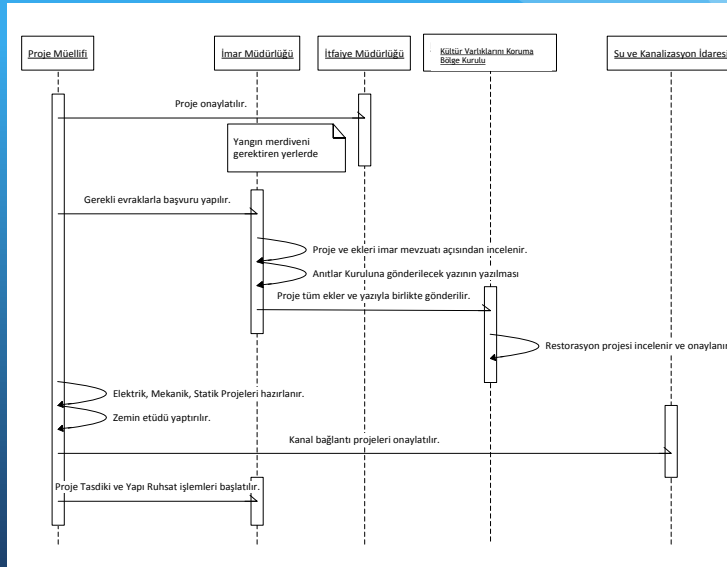 Proje Müellifi
İmar Müdürlüğü
İtfaiye Müdürlüğü
Kültür Varlıklarını Koruma
Bölge Kurulu
Su ve Kanalizasyon İdaresi
Proje onaylatılır.
Yangın merdiveni
gerektiren yerlerde
Gerekli evraklarla başvuru yapılır.
Proje ve ekleri imar mevzuatı açısından incelenir.
Anıtlar Kuruluna gönderilecek yazının yazılması
Proje tüm ekler ve yazıyla birlikte gönderilir.
Restorasyon projesi incelenir ve onaylanır
Elektrik, Mekanik, Statik Projeleri hazırlanır.
Zemin etüdü yaptırılır.
Kanal bağlantı projeleri onaylatılır.
Proje Tasdiki ve Yapı Ruhsat işlemleri başlatılır.